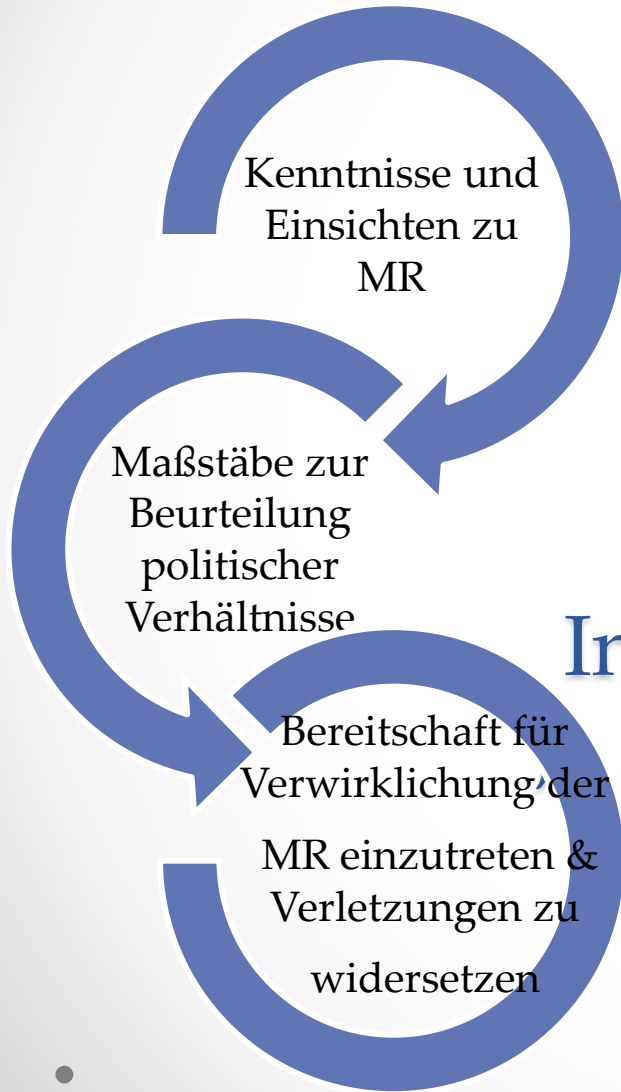 Kenntnisse und
Einsichten zu
MR
Maßstäbe zur
Beurteilung
politischer
Verhältnisse
Bereitschaft für
Verwirklichung der
MR einzutreten &
Verletzungen zu
widersetzen